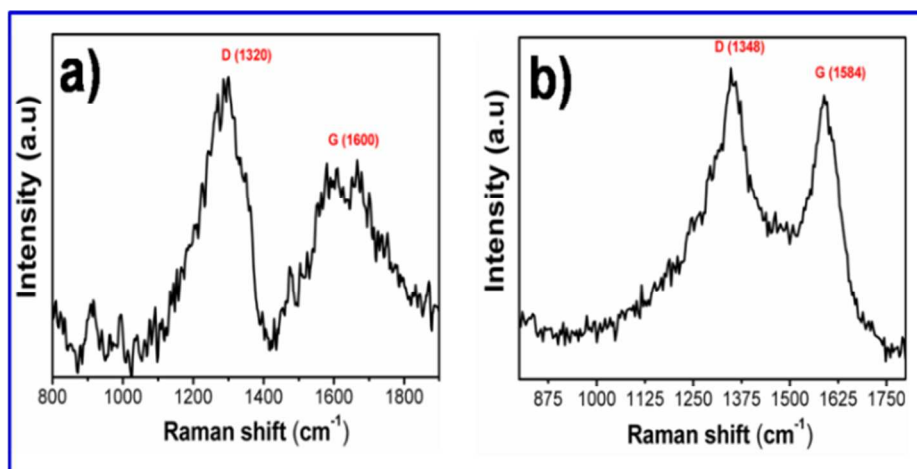 a)
D (1320)
G (1600)
Intensity (a.u)
800 1000 1200 1400 1600 1800
Raman shift (cm⁻¹)
b)
D (1348)
G (1584)
Intensity (a.u)
875 1000 1125 1250 1375 1500 1625 1750
Raman shift (cm⁻¹)